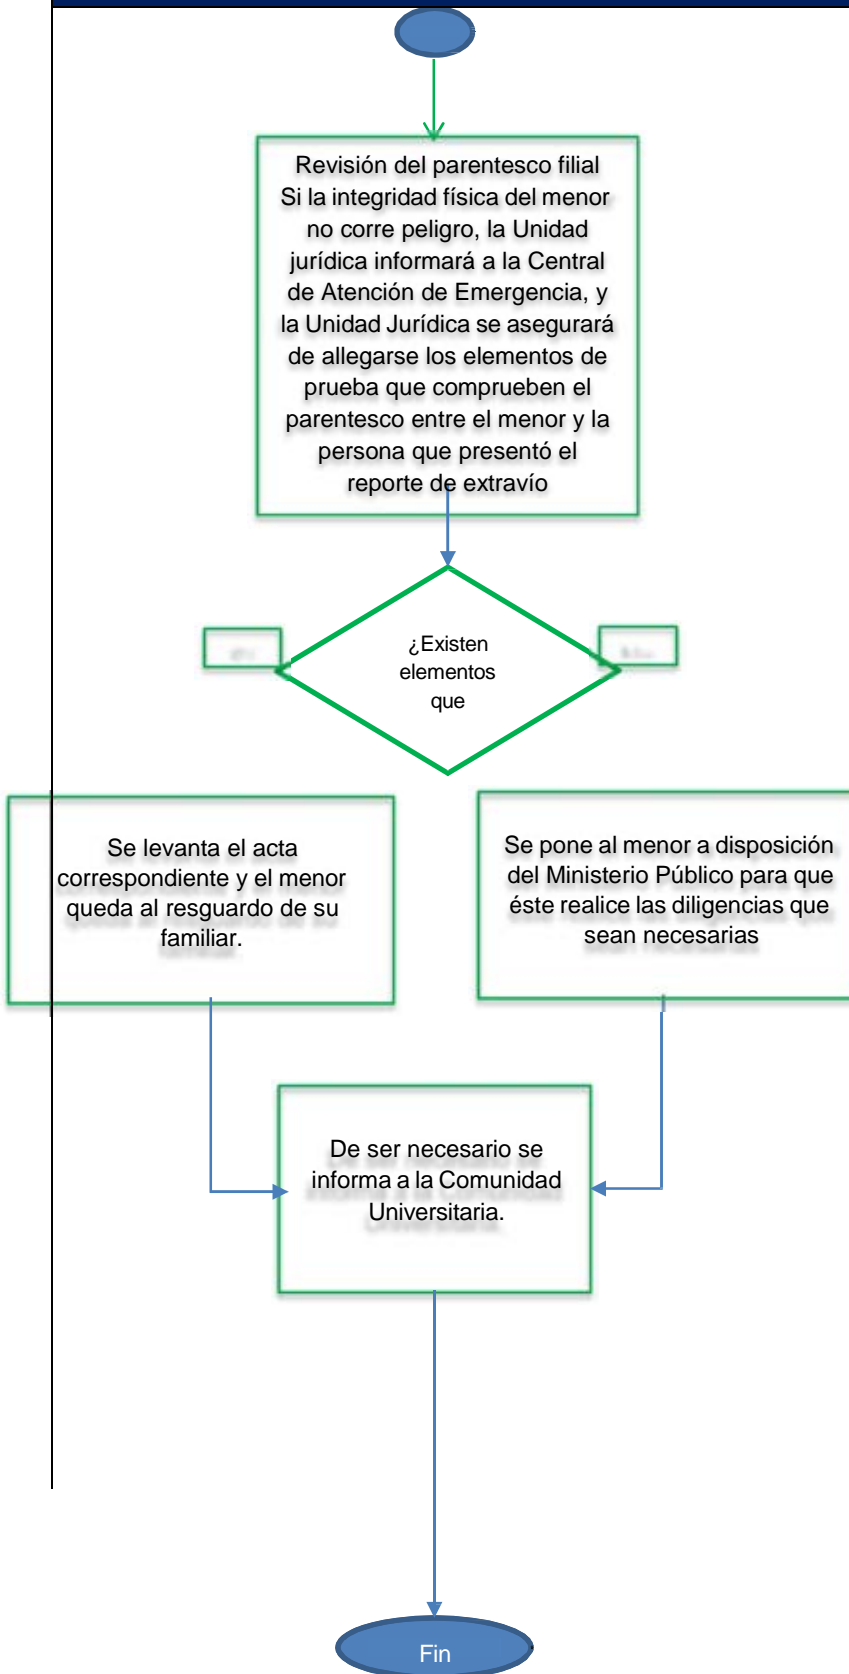 Revisión del parentesco filial
Si la integridad física del menor
no corre peligro, la Unidad
jurídica informará a la Central
de Atención de Emergencia, y
la Unidad Jurídica se asegurará
de allegarse los elementos de
prueba que comprueben el
parentesco entre el menor y la
persona que presentó el
reporte de extravío
¿Existen
elementos
que
Se levanta el acta
correspondiente y el menor
queda al resguardo de su
familiar.
Se pone al menor a disposición
del Ministerio Público para que
éste realice las diligencias que
sean necesarias
De ser necesario se
informa a la Comunidad
Universitaria.
Fin